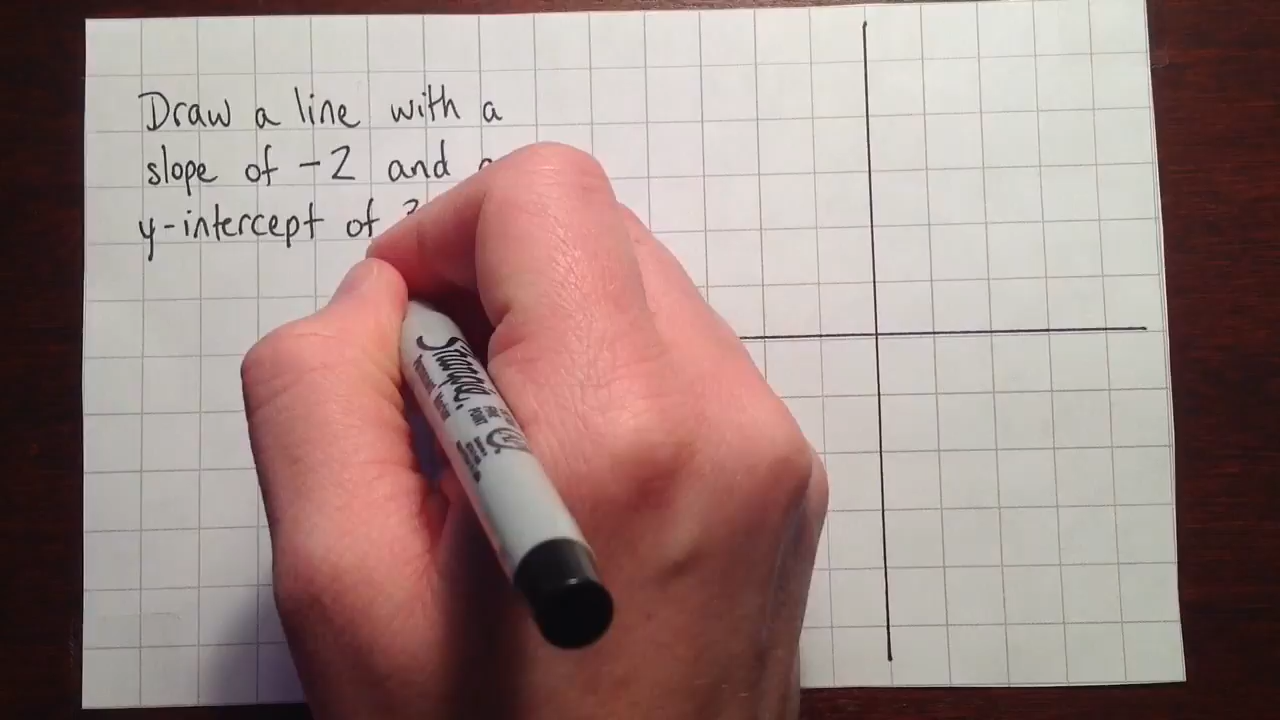 Draw a line with a
slope of -2 and
y-intercept of
Sharpie.